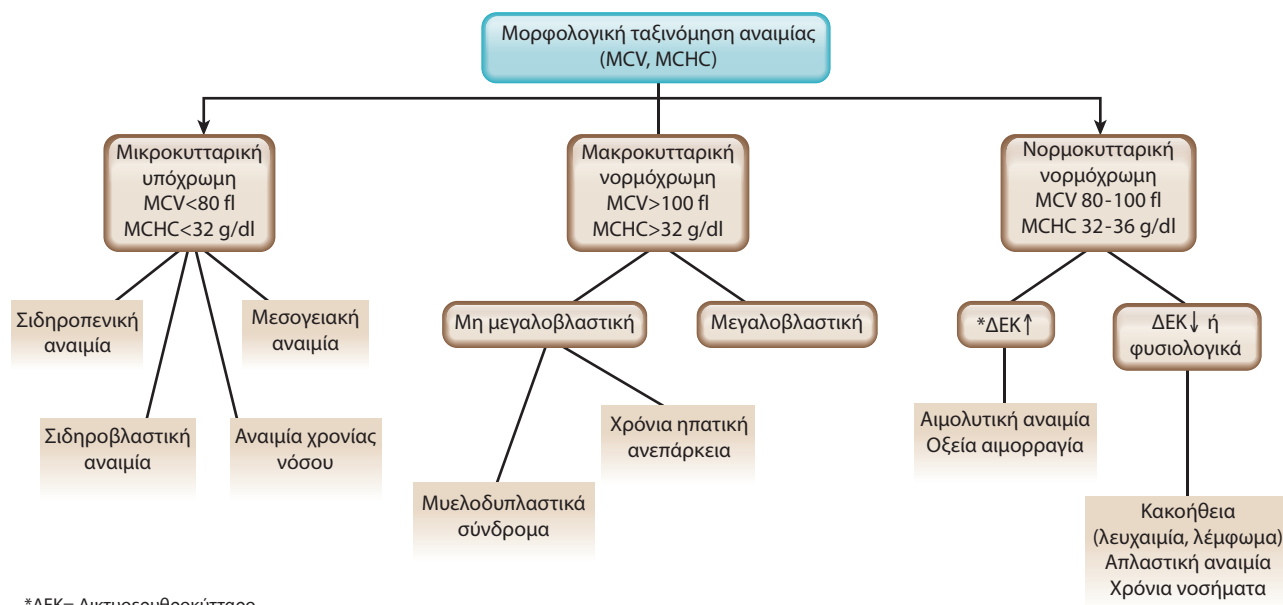 Μορφολογική ταξινόμηση αναιμίας
(MCV, MCHC)
Μικροκυτταρική
υπόχρωμη
MCV<80 fl
MCHC<32 g/dl
Μακροκυτταρική
νορμόχρωμη
MCV>100 fl
MCHC>32 g/dl
Νορμοκυτταρική
νορμόχρωμη
MCV 80-100 fl
MCHC 32-36 g/dl
Σιδηροπενική
αναιμία
Μεσογειακή
αναιμία
Σιδηροβλαστική
αναιμία
Αναιμία χρονίας
νόσου
Μη μεγαλοβλαστική
Μεγαλοβλαστική
Μυελοδυπλαστικά
σύνδρομα
Χρόνια ηπατική
ανεπάρκεια
*ΔΕΚ↑
ΔΕΚ↓ ή
φυσιολογικά
Αιμολυτική αναιμία
Οξεία αιμορραγία
Κακοήθεια
(λευχαιμία, λέμφωμα)
Απλαστική αναιμία
Χρόνια νοσήματα
*ΔΕΚ= Δικτυοερυθροκύτταρο